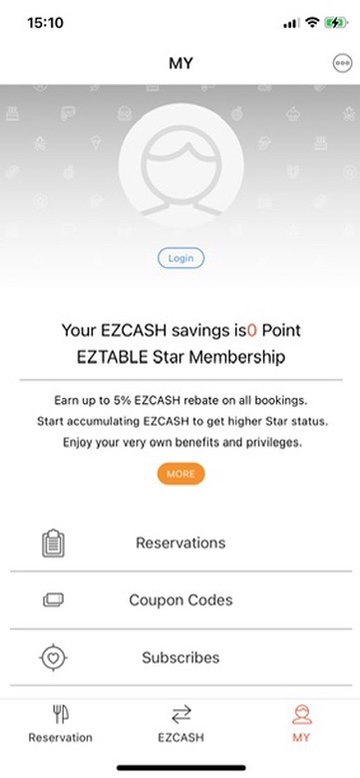 15:10
MY
Login
Your EZCASH savings is0 Point
EZTABLE Star Membership
Earn up to 5% EZCASH rebate on all bookings.
Start accumulating EZCASH to get higher Star status.
Enjoy your very own benefits and privileges.
MORE
Reservations
Coupon Codes
Subscribes
Reservation
EZCASH
MY